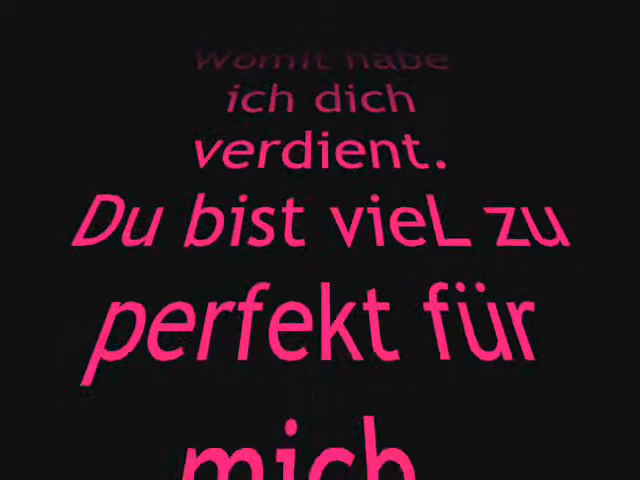 Womit habe
ich dich
verdient.
Du bist vieL zu
perfekt für
mich